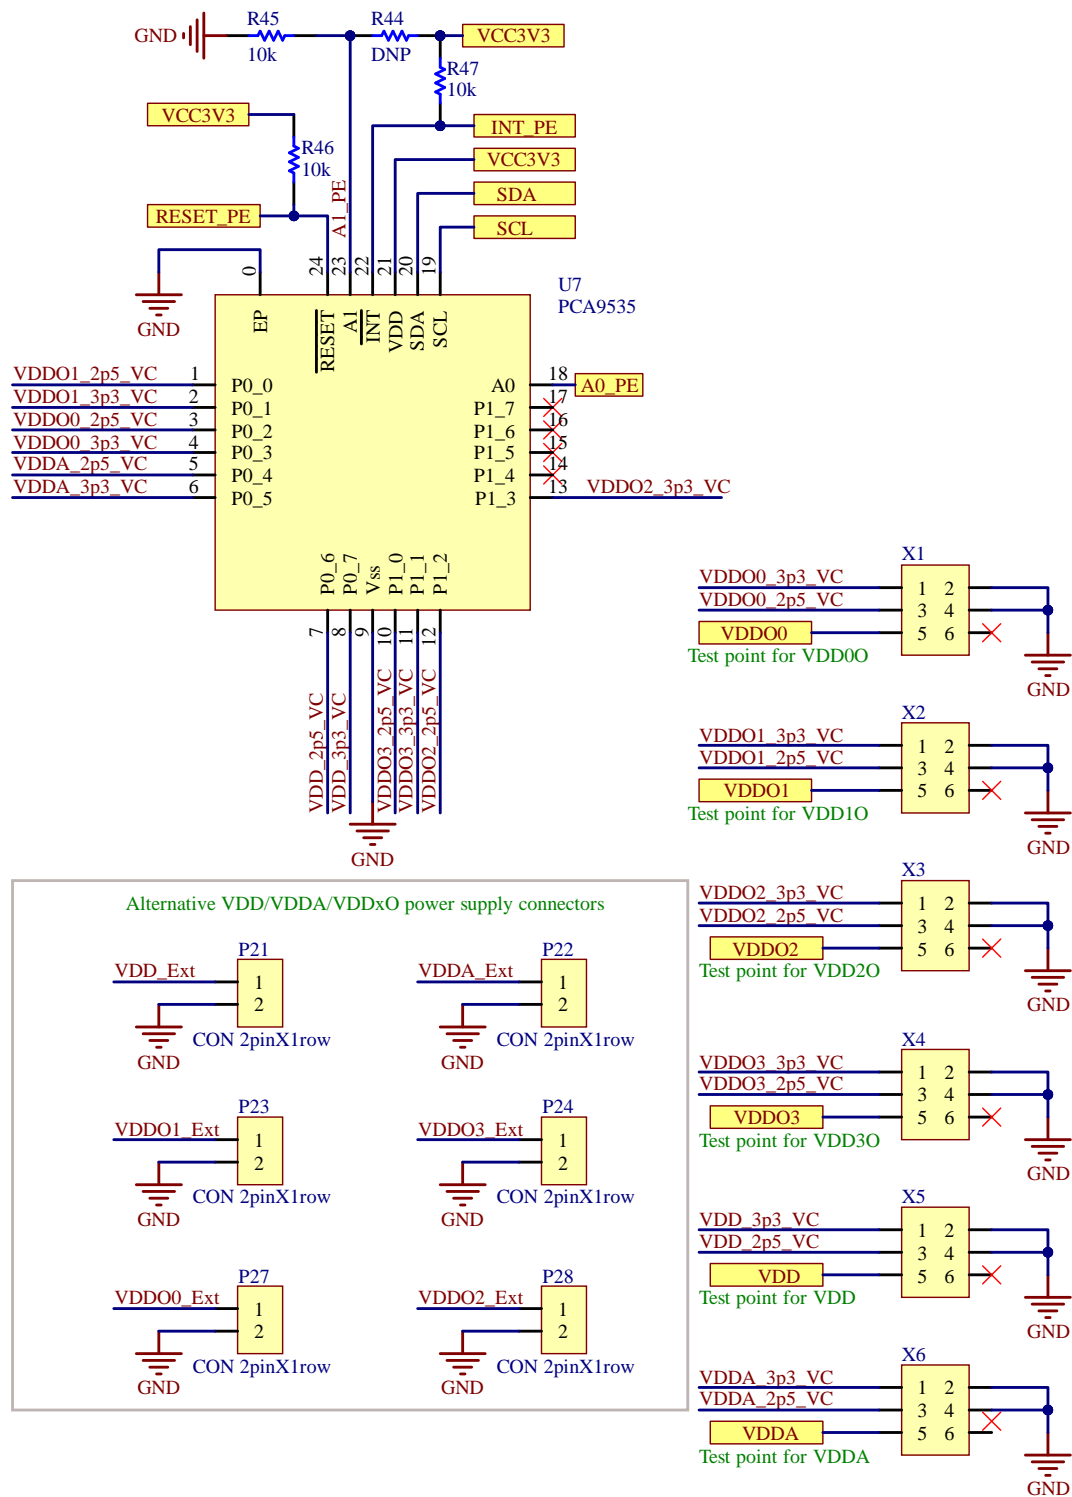 R45
R44
GND
VCC3V3
10k
DNP
R47
10k
VCC3V3
INT_PE
R46
10k
VCC3V3
A1_PE
SDA
RESET_PE
SCL
0
24
23
22
21
20
19
U7
PCA9535
GND
EP
RESET
A1
INT
VDD
SDA
SCL
VDDO1_2p5_VC 1 P0_0
VDDO1_3p3_VC 2 P0_1
VDDO0_2p5_VC 3 P0_2
VDDO0_3p3_VC 4 P0_3
VDDA_2p5_VC 5 P0_4
VDDA_3p3_VC 6 P0_5
A0 18 A0_PE
P1_7 17
P1_6 16
P1_5 15
P1_4 14
P1_3 13 VDDO2_3p3_VC
P0_6
P0_7
Vss
P1_0
P1_1
P1_2
7
8
9
10
11
12
VDD_2p5_VC
VDD_3p3_VC
VDDO3_2p5_VC
VDDO3_3p3_VC
VDDO2_2p5_VC
GND
X1
VDDO0_3p3_VC 1 2
VDDO0_2p5_VC 3 4
VDDO0 5 6
Test point for VDD0O
GND
X2
VDDO1_3p3_VC 1 2
VDDO1_2p5_VC 3 4
VDDO1 5 6
Test point for VDD1O
GND
X3
VDDO2_3p3_VC 1 2
VDDO2_2p5_VC 3 4
VDDO2 5 6
Test point for VDD2O
GND
X4
VDDO3_3p3_VC 1 2
VDDO3_2p5_VC 3 4
VDDO3 5 6
Test point for VDD3O
GND
X5
VDD_3p3_VC 1 2
VDD_2p5_VC 3 4
VDD 5 6
Test point for VDD
GND
X6
VDDA_3p3_VC 1 2
VDDA_2p5_VC 3 4
VDDA 5 6
Test point for VDDA
GND
Alternative VDD/VDDA/VDDxO power supply connectors
P21
VDD_Ext 1
2
CON 2pinX1row
GND
P22
VDDA_Ext 1
2
CON 2pinX1row
GND
P23
VDDO1_Ext 1
2
CON 2pinX1row
GND
P24
VDDO3_Ext 1
2
CON 2pinX1row
GND
P27
VDDO0_Ext 1
2
CON 2pinX1row
GND
P28
VDDO2_Ext 1
2
CON 2pinX1row
GND